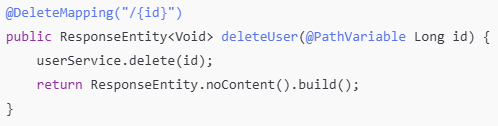 @DeleteMapping("/{id}")
public ResponseEntity<Void> deleteUser(@PathVariable Long id) {
    userService.delete(id);
    return ResponseEntity.noContent().build();
}